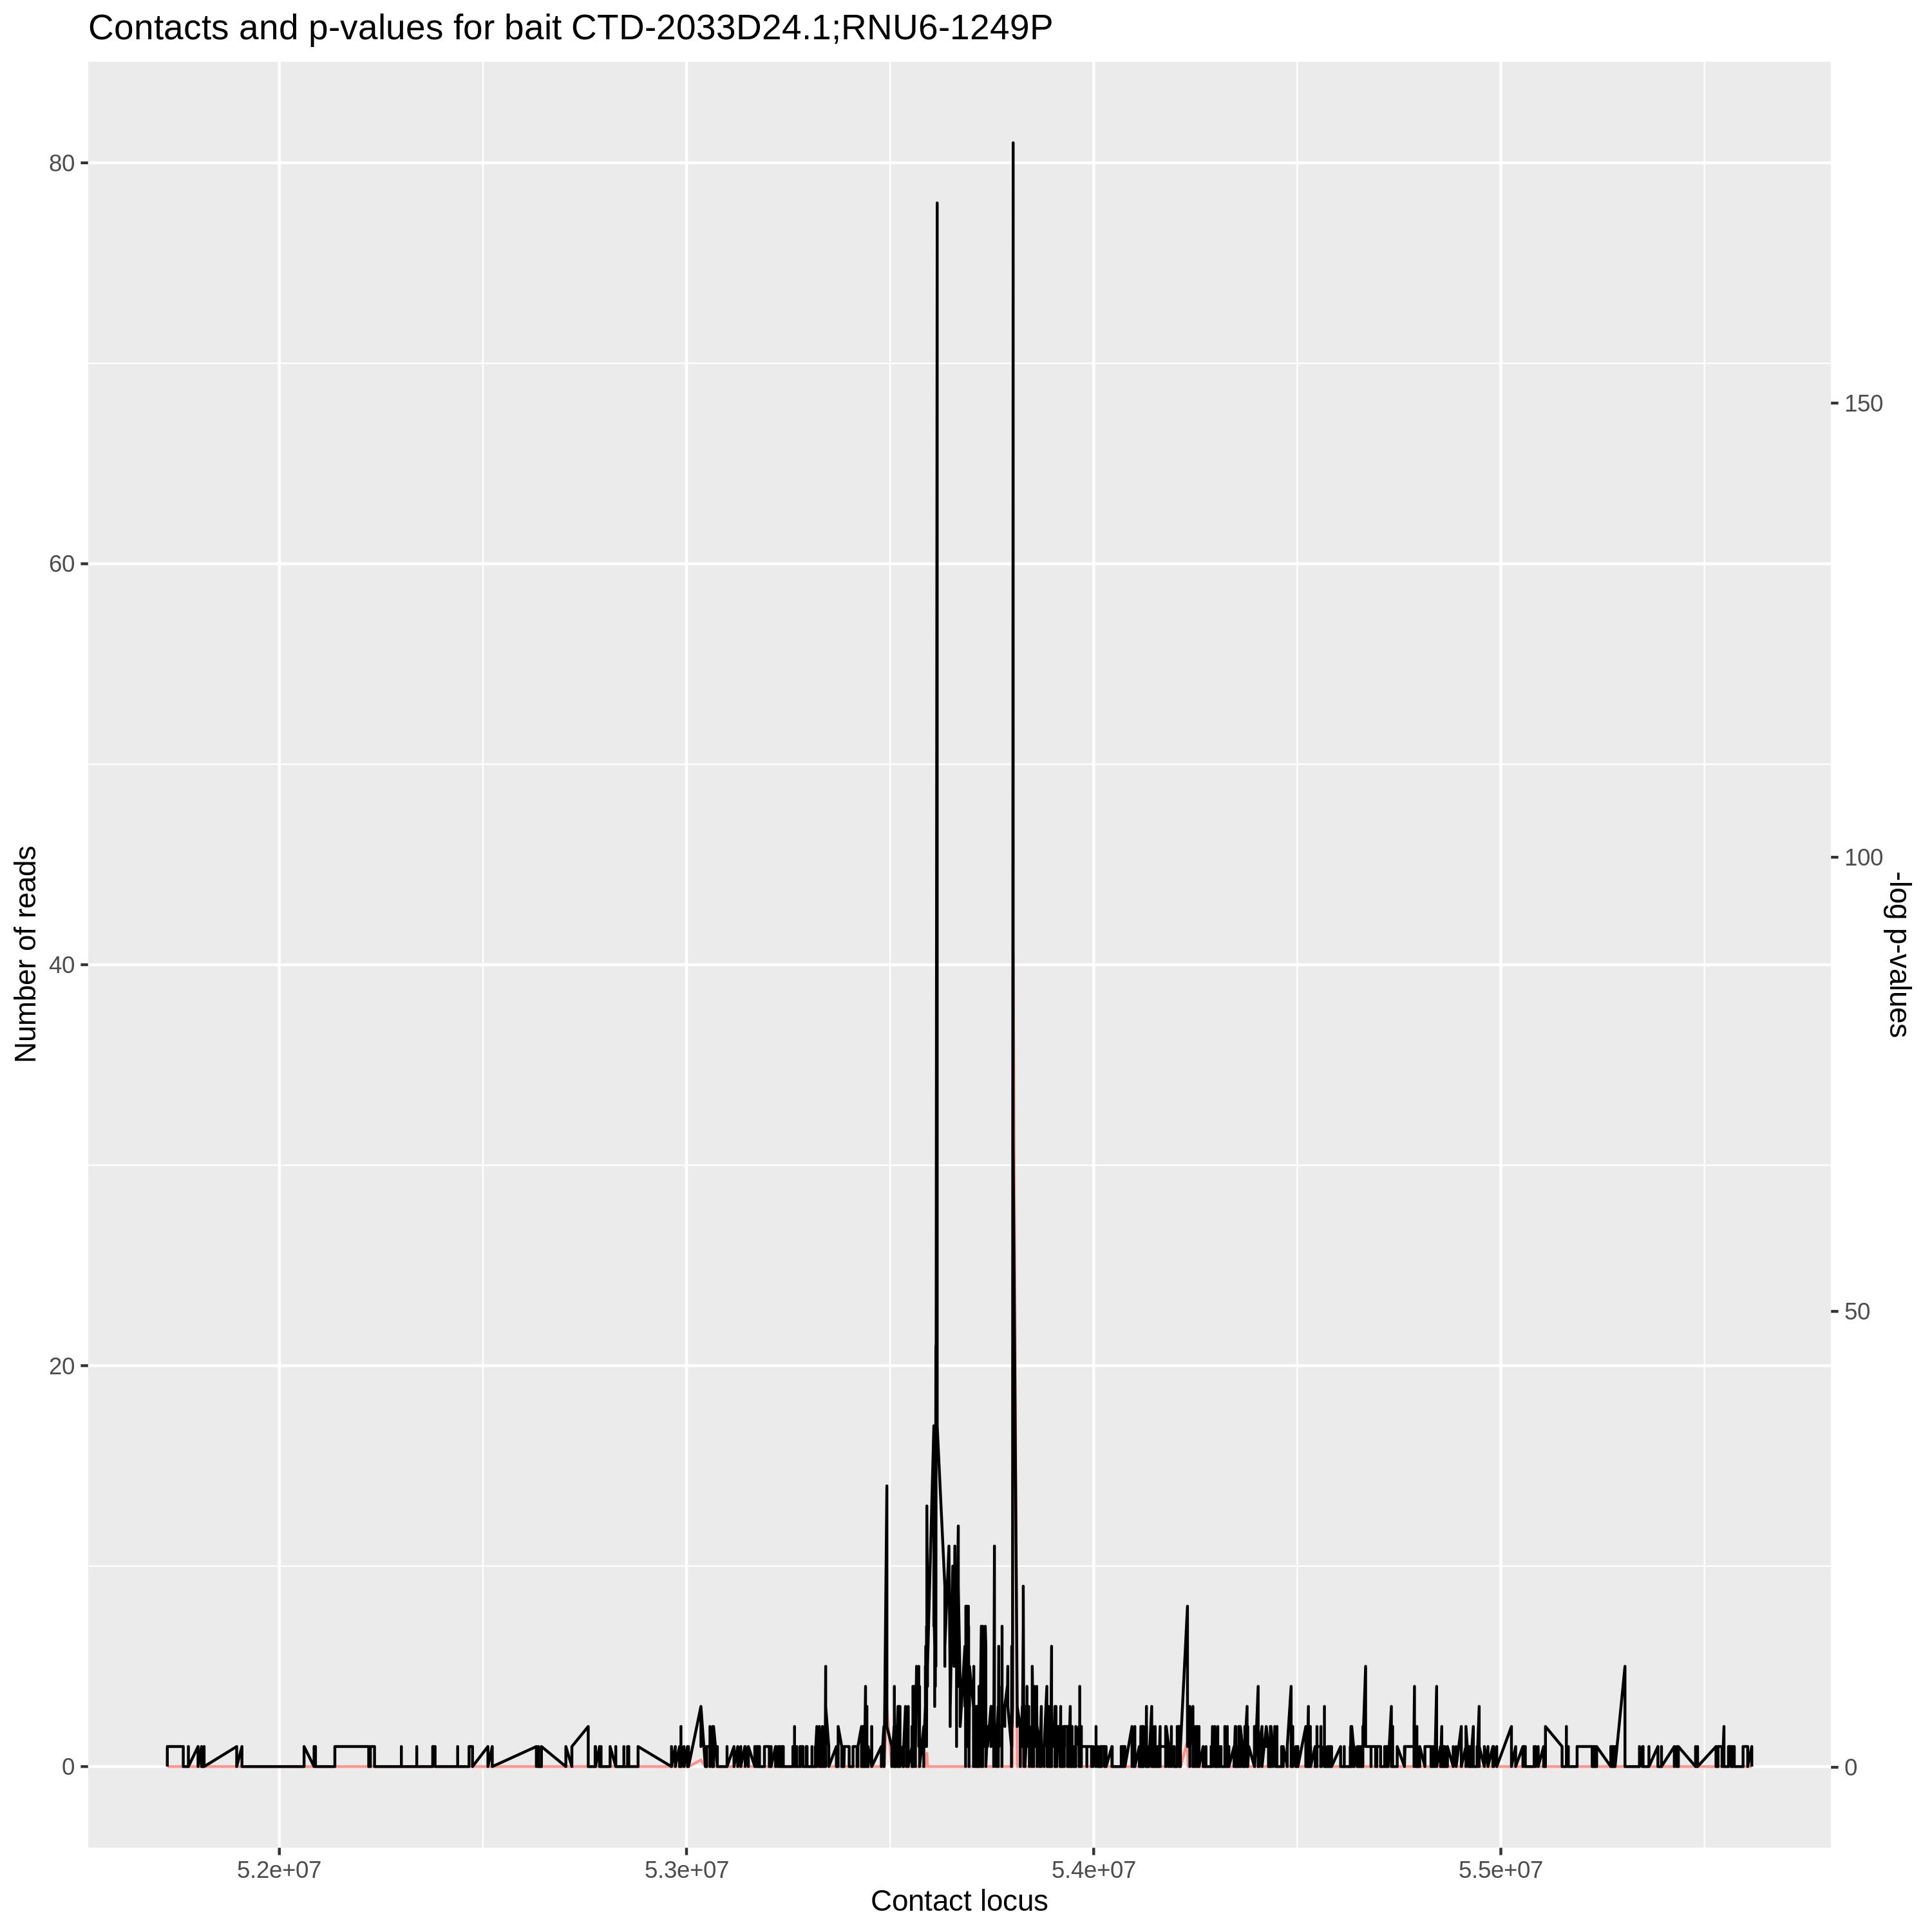 Contacts and p-values for bait CTD-2033D24.1;RNU6-1249P
80
60
40
20
0
Number of reads
150
100
50
0
-log p-values
5.2e+07
5.3e+07
5.4e+07
5.5e+07
Contact locus